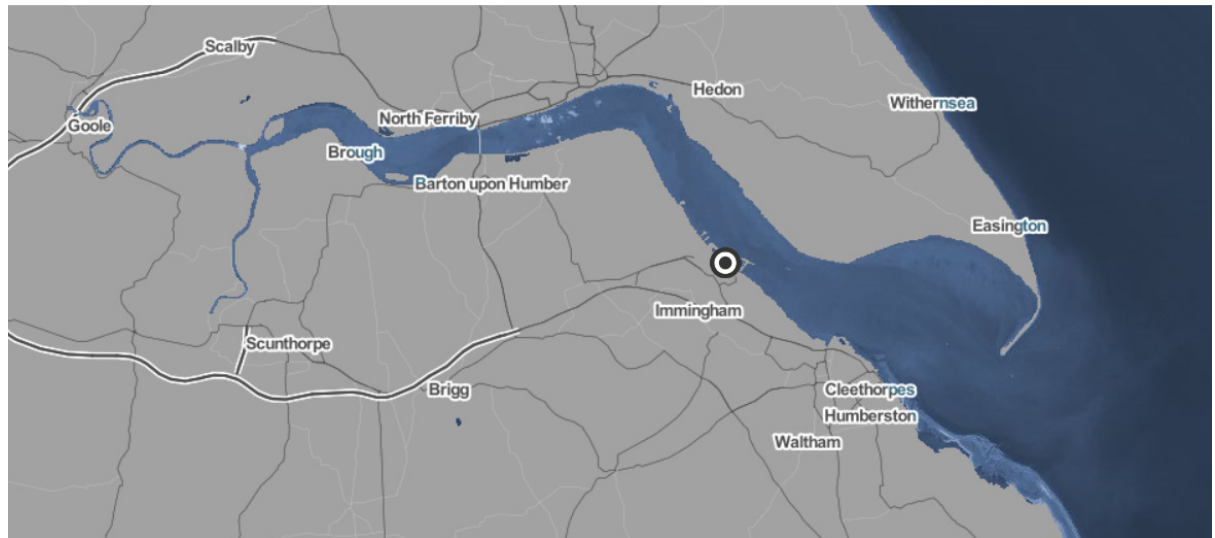 Scalby
Hedon
Withernsea
North Ferriby
Goole
Brough
Barton upon Humber
Easington
Immingham
Scunthorpe
Brigg
Cleethorpes
Humberston
Waltham